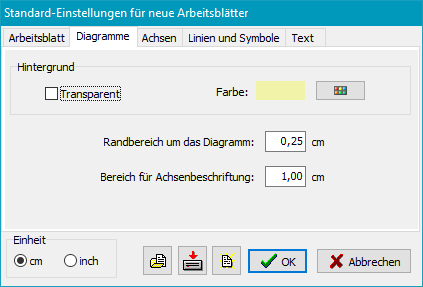 Standard-Einstellungen für neue Arbeitsblätter
Arbeitsblatt Diagramme Achsen Linien und Symbole Text
Hintergrund
Transparent Farbe:
Randbereich um das Diagramm: 0,25 cm
Bereich für Achsenbeschriftung: 1,00 cm
Einheit
cm inch OK Abbrechen